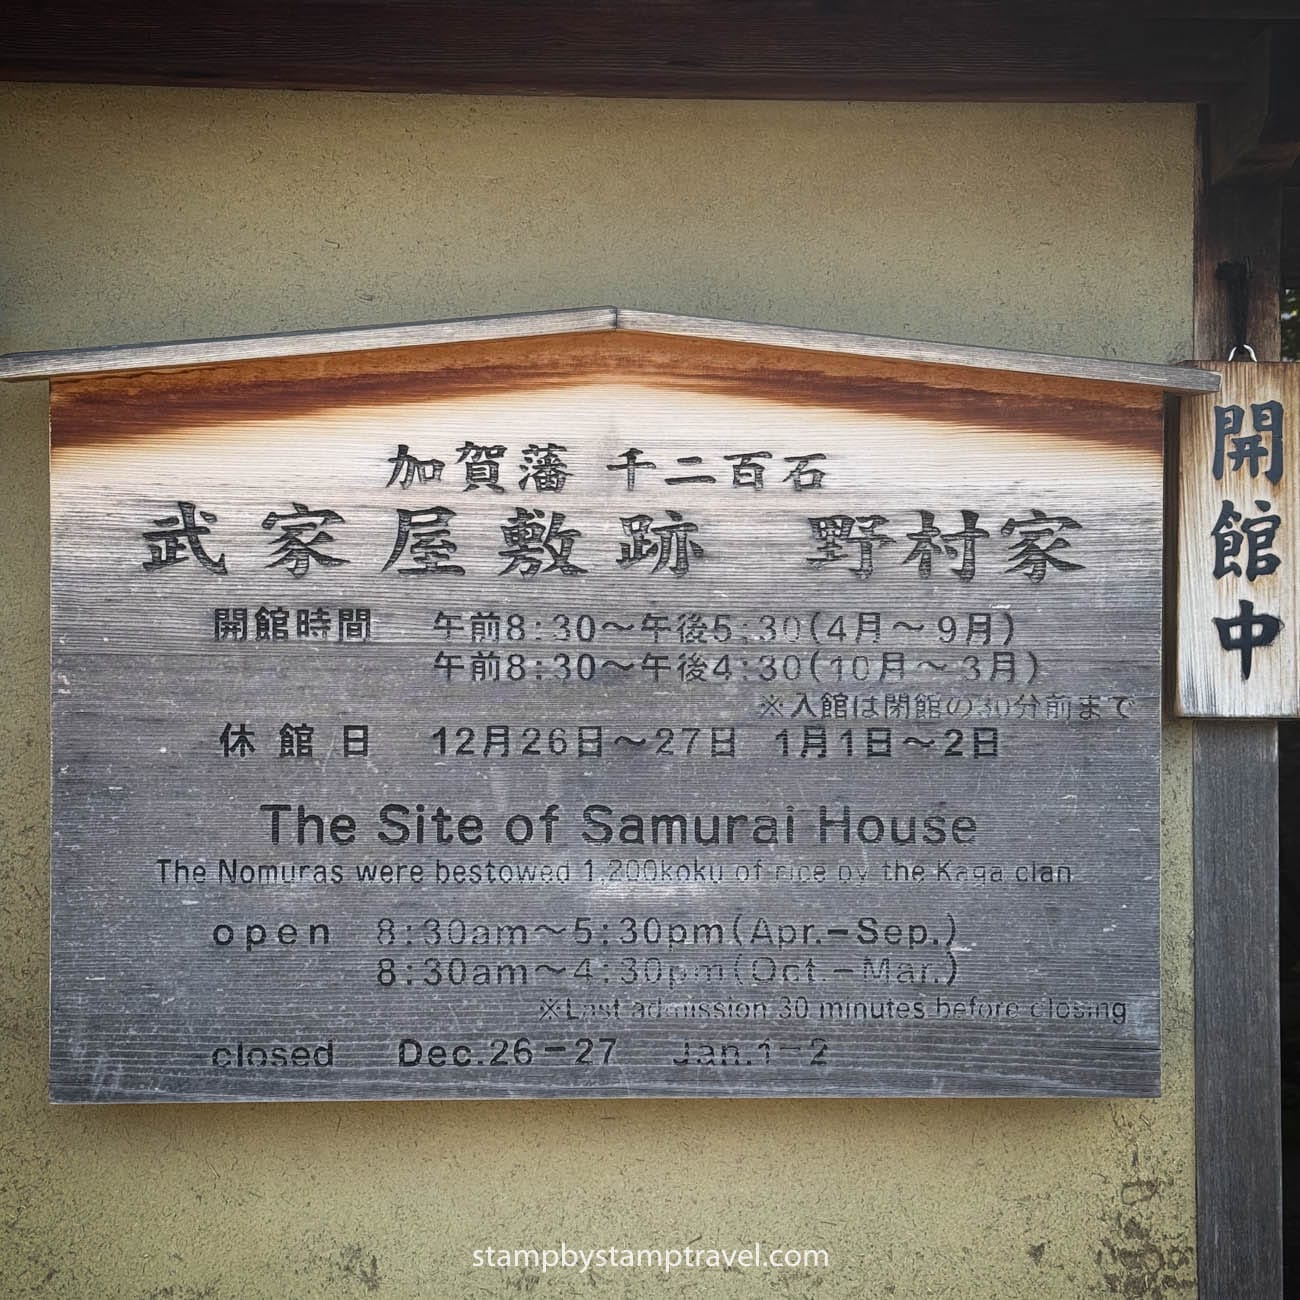 加賀藩 千二百石
武家屋敷跡 野村家
開館時間 午前8:30～午後5:30(4月～9月)
午前8:30～午後4:30(10月～3月)
※入館は閉館の30分前まで
休館日 12月26日～27日 1月1日～2日
The Site of Samurai House
The Nomuras were bestowed 1,200koku of rice by the Kaga clan
open 8:30am～5:30pm(Apr.-Sep.)
8:30am～4:30pm(Oct.-Mar.)
※Last admission 30 minutes before closing
closed Dec.26-27 Jan.1-2
開館中
stampbystamptravel.com